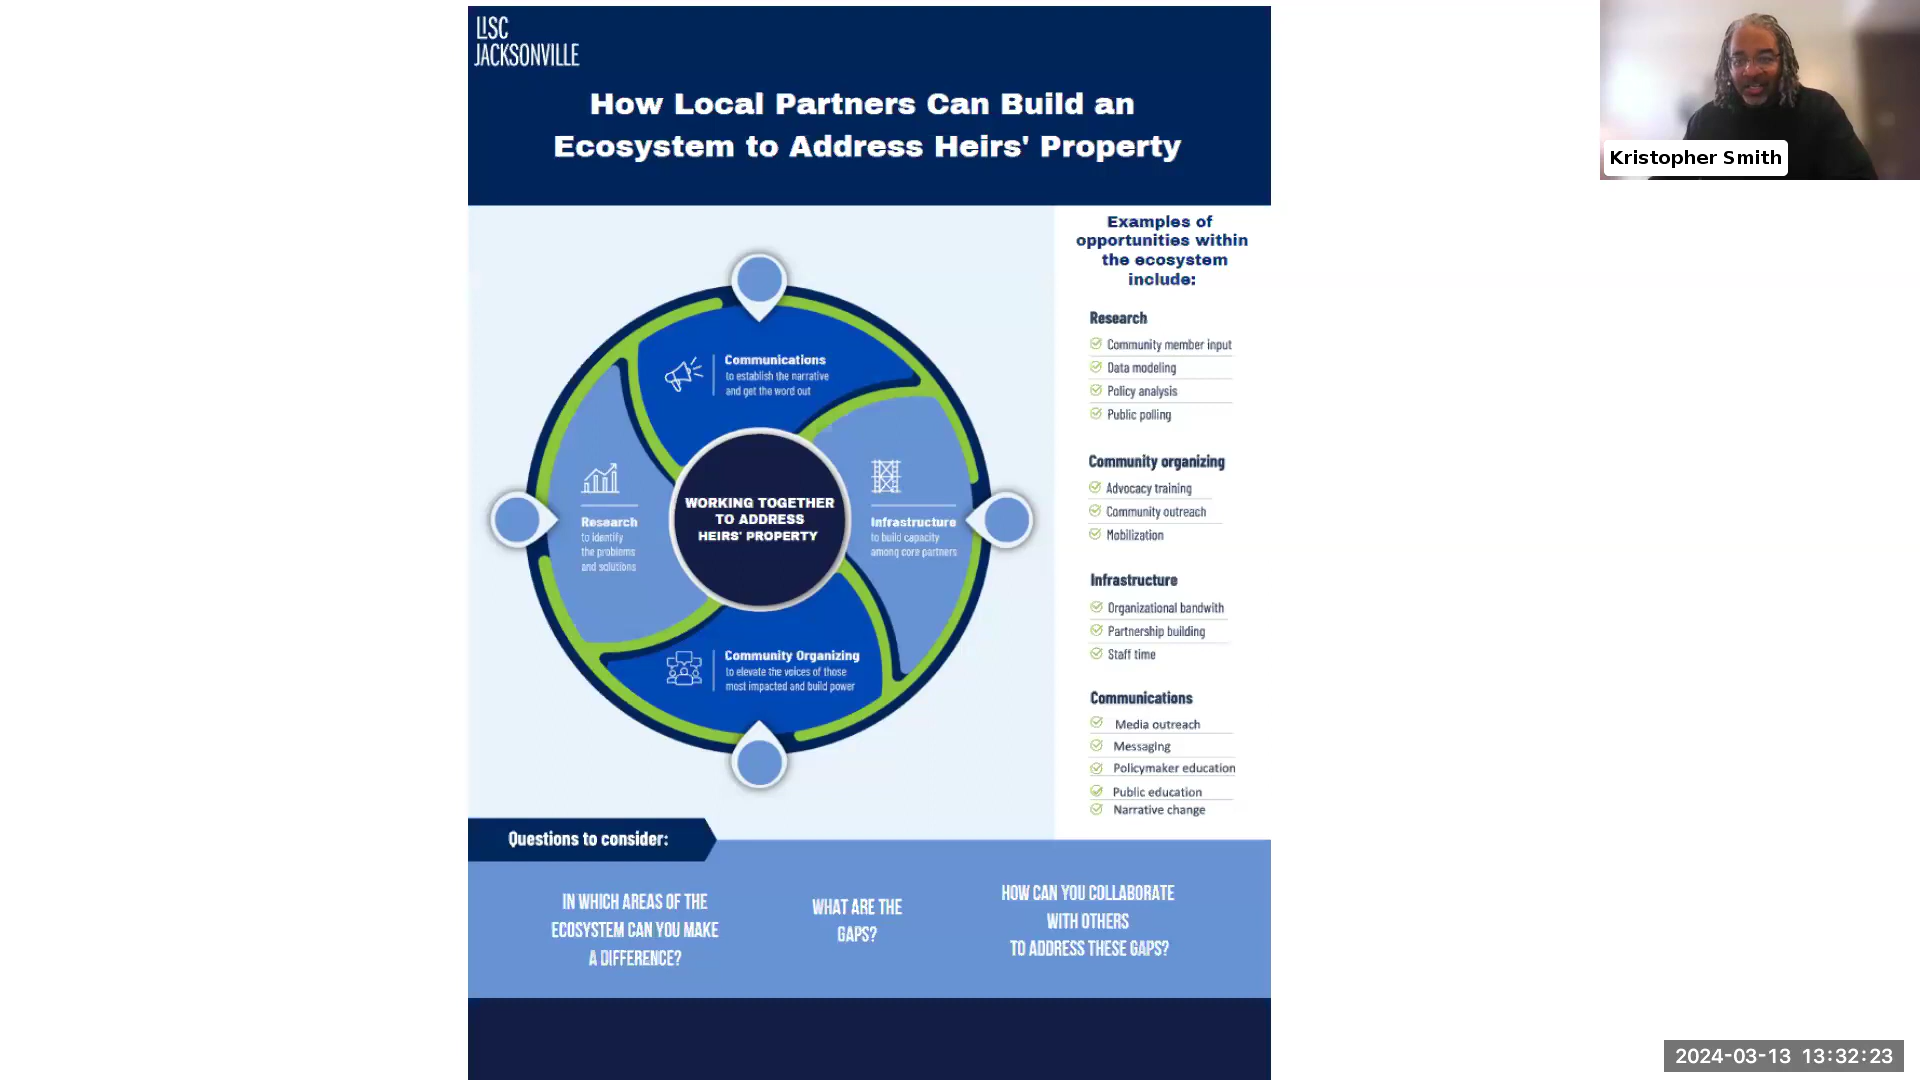 LISC
JACKSONVILLE
How Local Partners Can Build an
Ecosystem to Address Heirs' Property
Kristopher Smith
Communications
to establish the narrative
and get the word out
Research
to identify
the problems
and solutions
WORKING TOGETHER
TO ADDRESS
HEIRS' PROPERTY
Infrastructure
to build capacity
among core partners
Community Organizing
to elevate the voices of those
most impacted and build power
Examples of
opportunities within
the ecosystem
include:
Research
Community member input
Data modeling
Policy analysis
Public polling
Community organizing
Advocacy training
Community outreach
Mobilization
Infrastructure
Organizational bandwith
Partnership building
Staff time
Communications
Media outreach
Messaging
Policymaker education
Public education
Narrative change
Questions to consider:
IN WHICH AREAS OF THE
ECOSYSTEM CAN YOU MAKE
A DIFFERENCE?
WHAT ARE THE
GAPS?
HOW CAN YOU COLLABORATE
WITH OTHERS
TO ADDRESS THESE GAPS?
2024-03-13 13:32:23